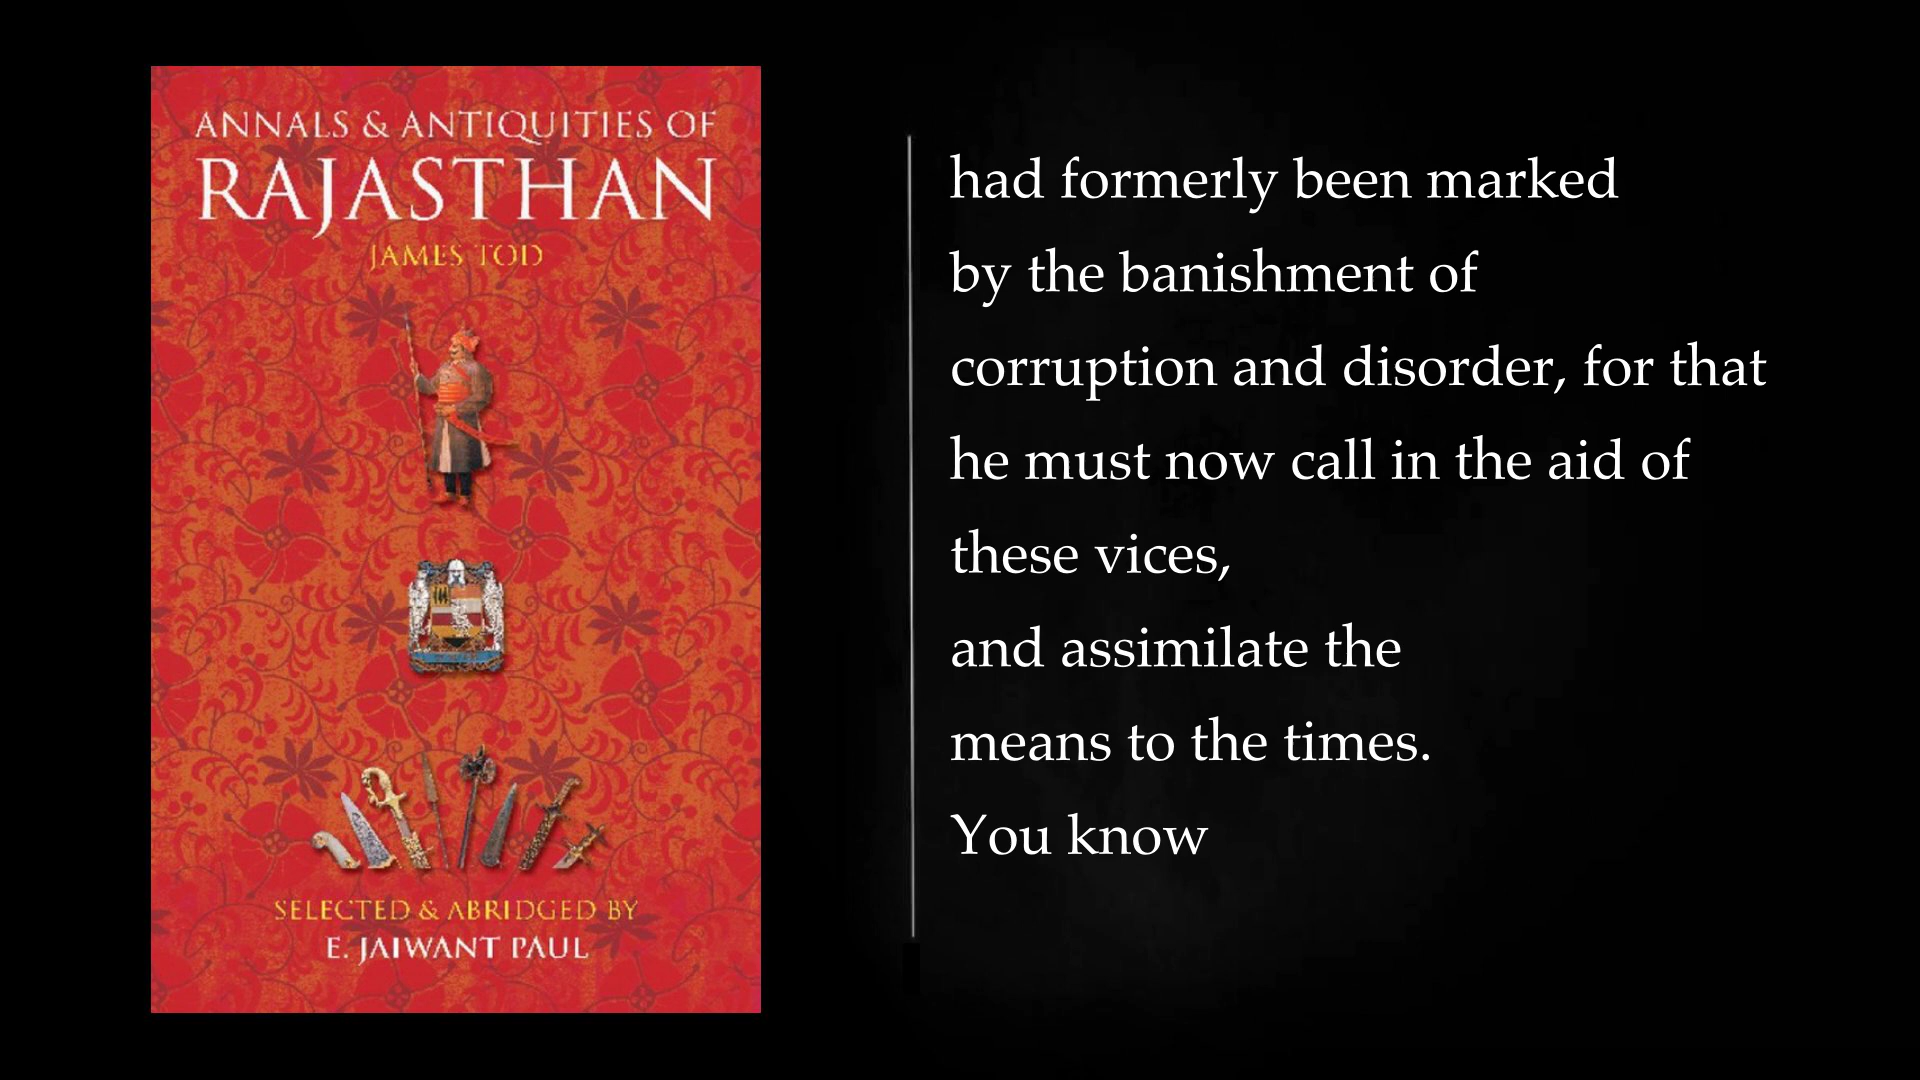 ANNALS & ANTIQUITIES OF
RAJASTHAN
JAMES TOD
SELECTED & ABRIDGED BY
E. JAIWANT PAUL
had formerly been marked
by the banishment of
corruption and disorder, for that
he must now call in the aid of
these vices,
and assimilate the
means to the times.
You know